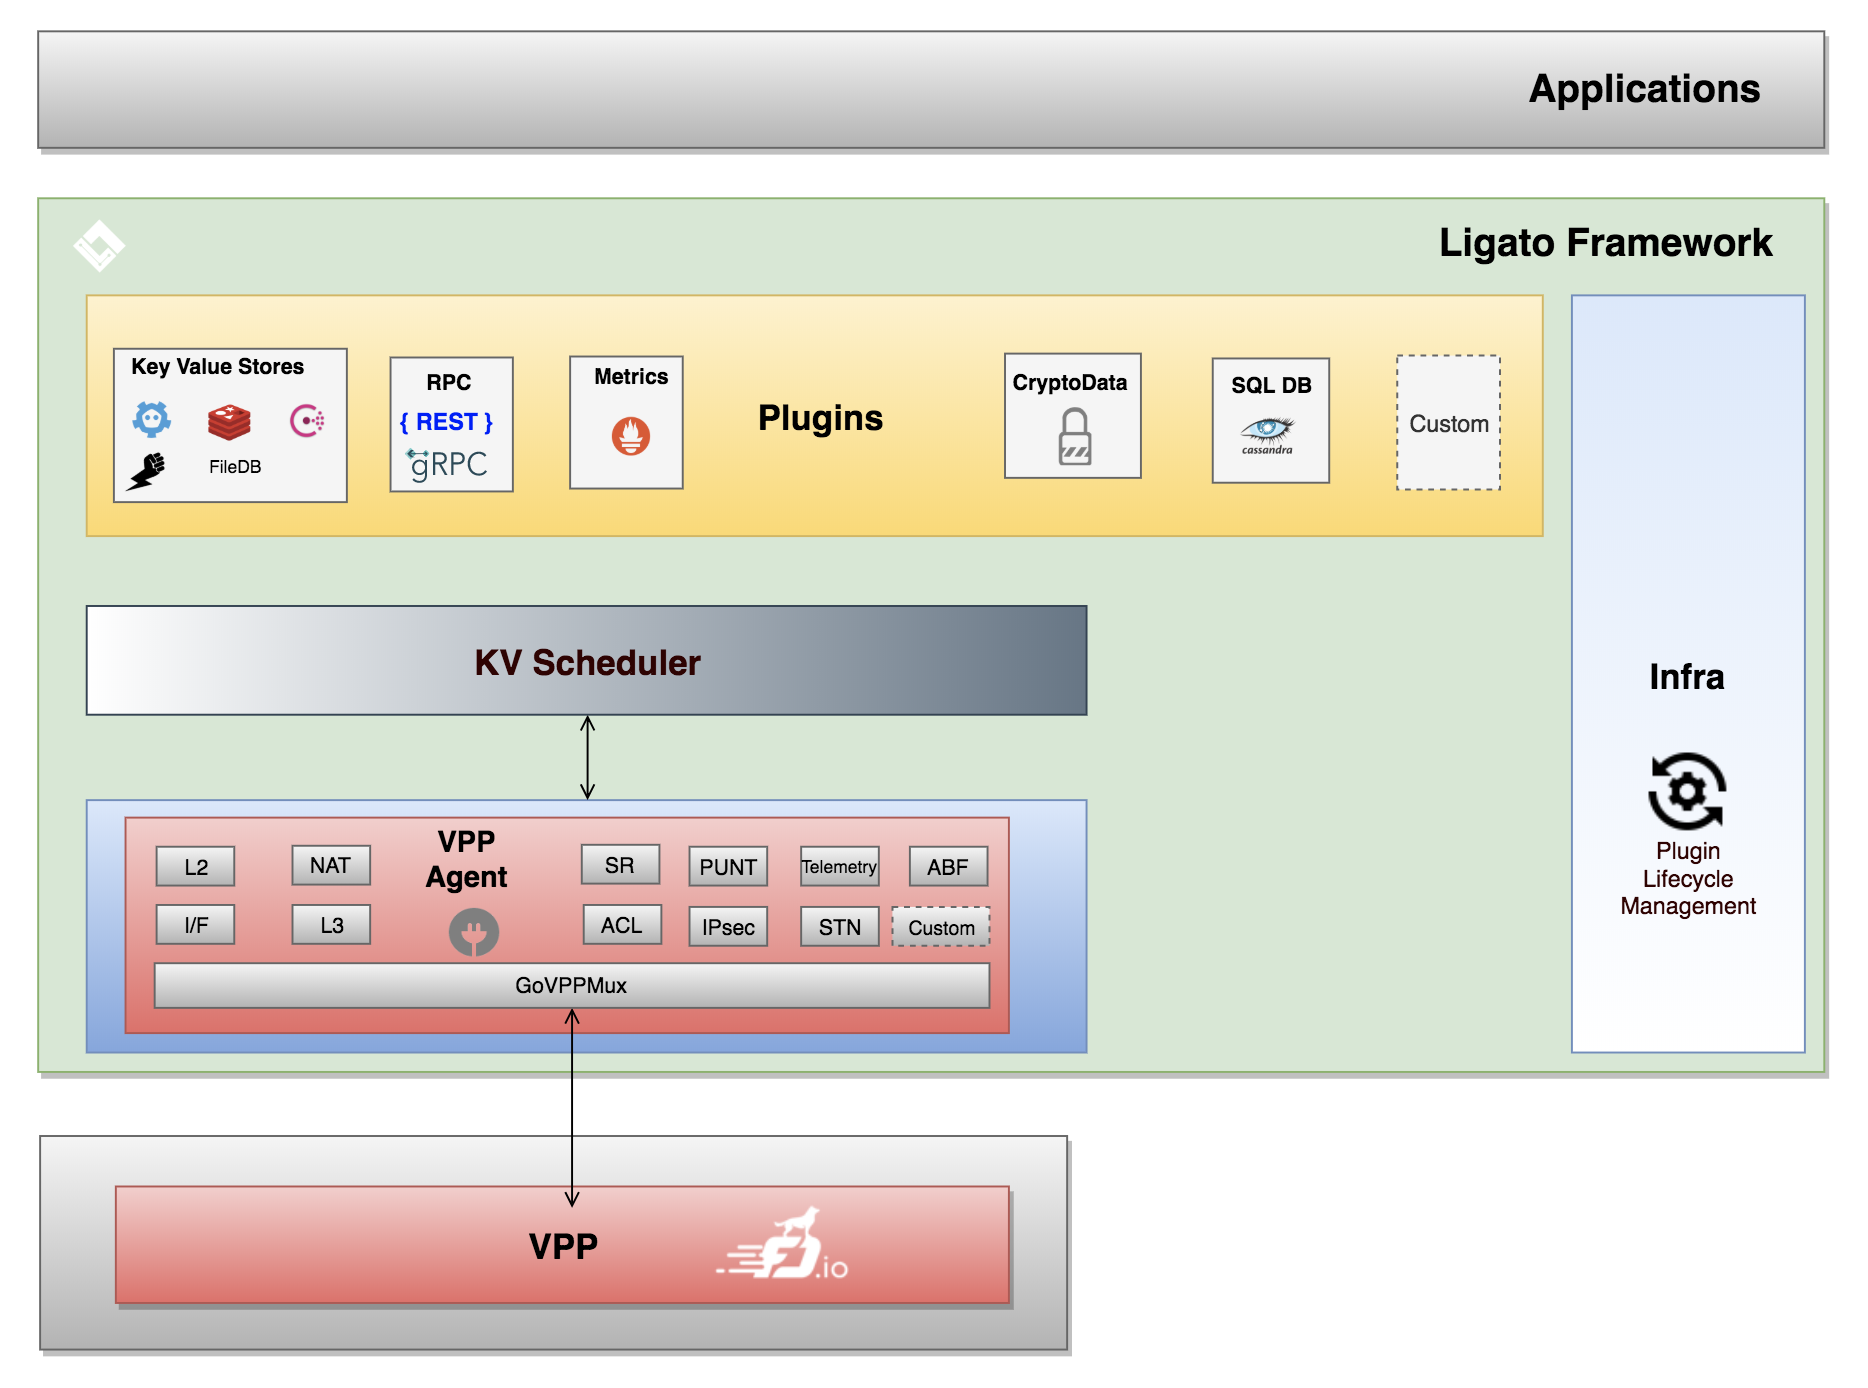 Applications
Ligato Framework
Key Value Stores
FileDB
RPC
{ REST }
gRPC
Metrics
Plugins
CryptoData
SQL DB
cassandra
Custom
KV Scheduler
Infra
Plugin
Lifecycle
Management
VPP
Agent
L2
NAT
SR
PUNT
Telemetry
ABF
I/F
L3
ACL
IPsec
STN
Custom
GoVPPMux
VPP
FD.io